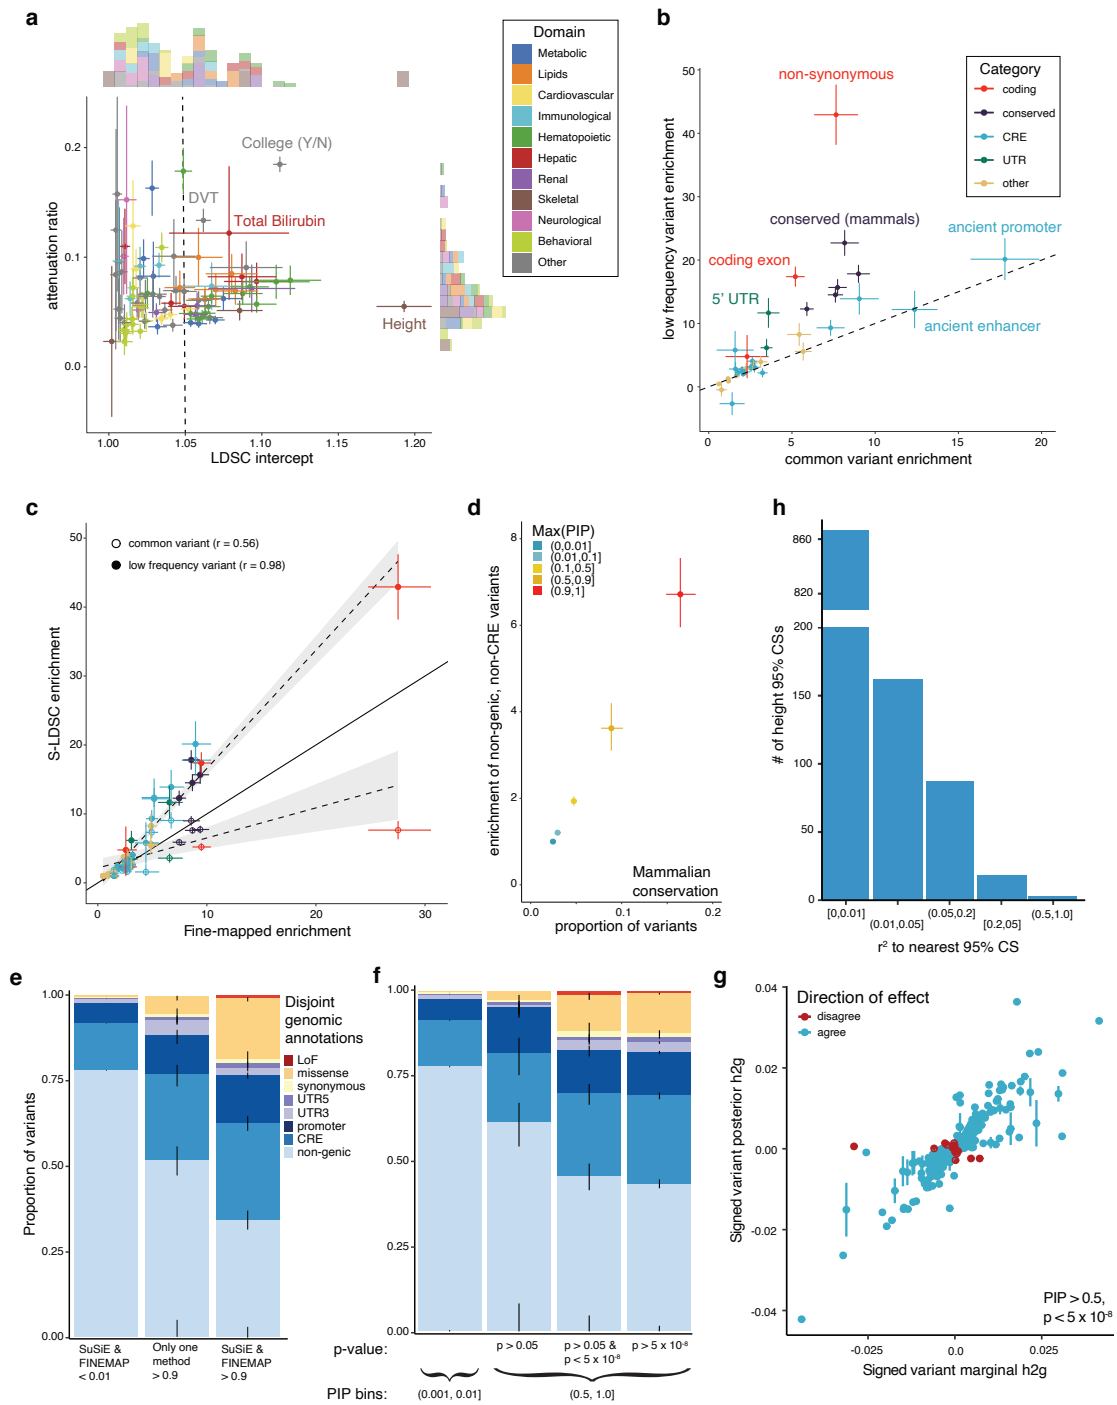 a
Domain
Metabolic
Lipids
Cardiovascular
Immunological
Hematopoietic
Hepatic
Renal
Skeletal
Neurological
Behavioral
Other
attenuation ratio
0.2
0.1
0.0
College (Y/N)
DVT
Total Bilirubin
Height
1.00
1.05
1.10
1.15
1.20
LDSC intercept
b
low frequency variant enrichment
50
40
30
20
10
0
non-synonymous
Category
coding
conserved
CRE
UTR
other
conserved (mammals)
ancient promoter
coding exon
5' UTR
ancient enhancer
0
5
10
15
20
common variant enrichment
c
S-LDSC enrichment
50
40
30
20
10
0
common variant (r = 0.56)
low frequency variant (r = 0.98)
0
10
20
30
Fine-mapped enrichment
d
enrichment of non-genic, non-CRE variants
8
6
4
2
0
Max(PIP)
(0,0.01]
(0.01,0.1]
(0.1,0.5]
(0.5,0.9]
(0.9,1]
Mammalian
conservation
0.0
0.1
0.2
proportion of variants
h
# of height 95% CSs
860
820
200
150
100
50
0
[0,0.01]
(0.01,0.05]
(0.05,0.2]
[0.2,05]
(0.5,1.0]
r² to nearest 95% CS
e
Proportion of variants
1.00
0.75
0.50
0.25
0.00
Disjoint
genomic
annotations
LoF
missense
synonymous
UTR5
UTR3
promoter
CRE
non-genic
SuSiE &
FINEMAP
< 0.01
Only one
method
> 0.9
SuSiE &
FINEMAP
> 0.9
f
1.00
0.75
0.50
0.25
0.00
p-value:
p > 0.05
p > 0.05 &
p < 5 x 10⁻⁸
p > 5 x 10⁻⁸
PIP bins:
(0.001, 0.01]
(0.5, 1.0]
g
Signed variant posterior h2g
0.04
0.02
0.00
-0.02
-0.04
Direction of effect
disagree
agree
PIP > 0.5,
p < 5 x 10⁻⁸
-0.025
0.0
0.025
Signed variant marginal h2g